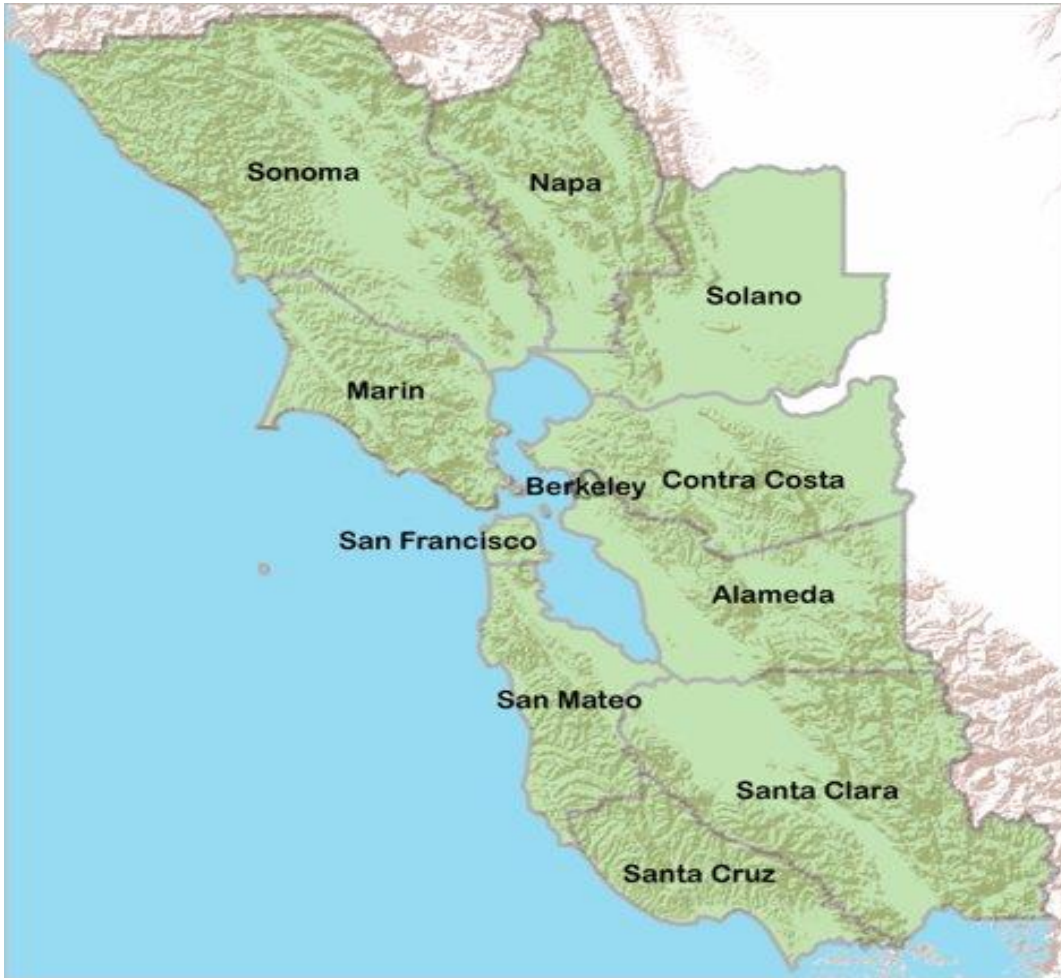 Sonoma
Napa
Solano
Marin
Contra Costa
Berkeley
San Francisco
Alameda
San Mateo
Santa Clara
Santa Cruz